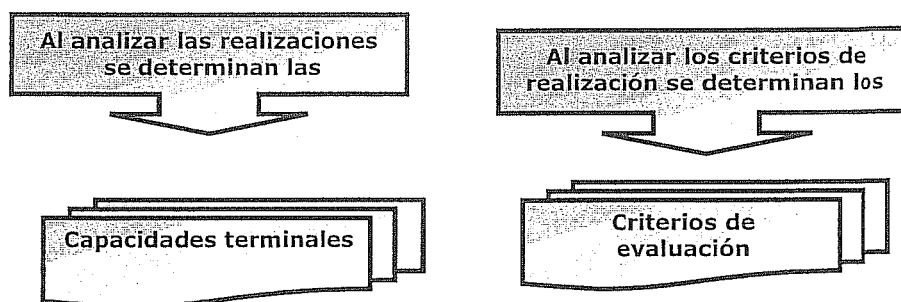 Al analizar las realizaciones
se determinan las
Al analizar los criterios de
realización se determinan los
Capacidades terminales
Criterios de
evaluación